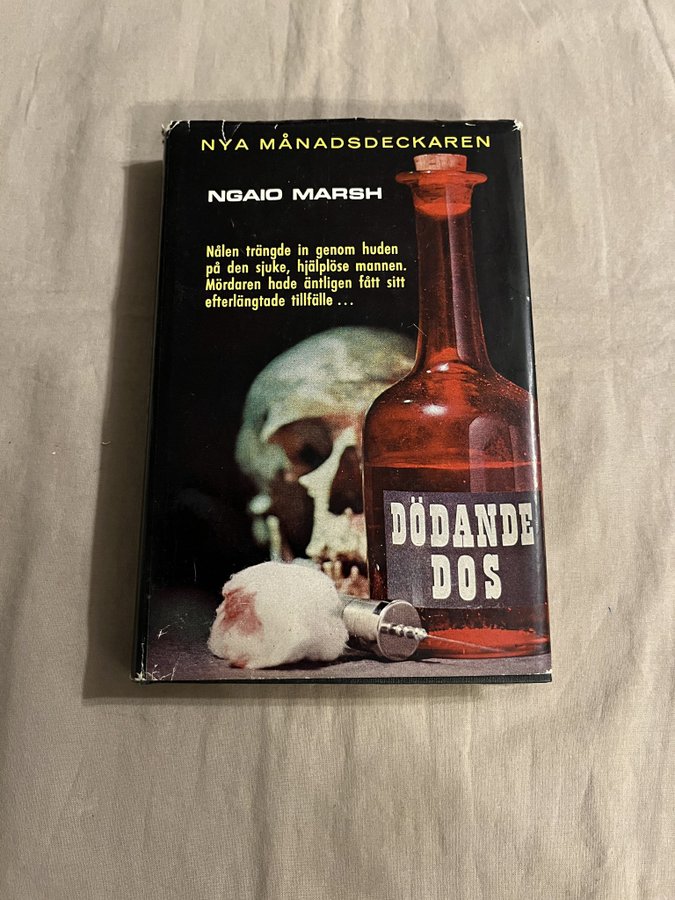 NYA MÅNADSDECKAREN
NGAIO MARSH
Nålen trängde in genom huden
på den sjuke, hjälplöse mannen.
Mördaren hade äntligen fått sitt
efterlängtade tillfälle ...
DÖDANDE
DOS